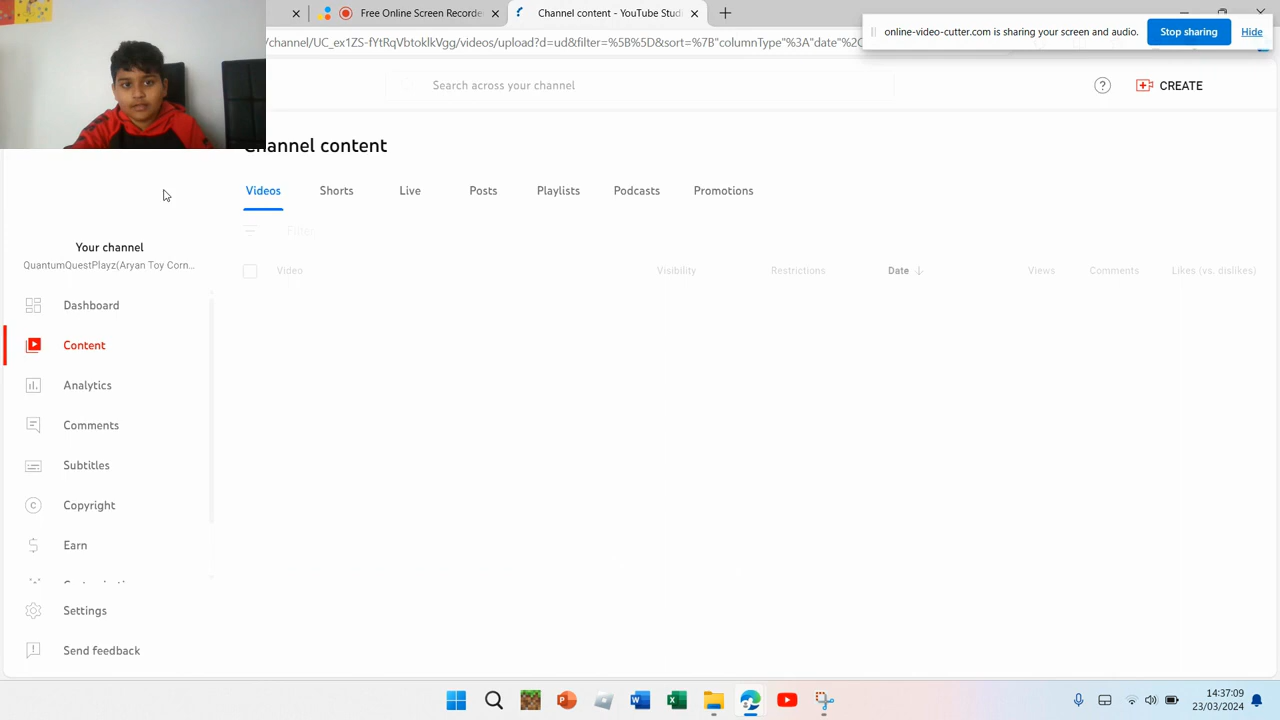 Free Online Screen Recorde
Channel content - YouTube Studi
/channel/UC_ex1ZS-fYtRqVbtoklkVgg/videos/upload?d=ud&filter=%5B%5D&sort=%7B"columnType"%3A"date"%2C
online-video-cutter.com is sharing your screen and audio.
Stop sharing
Hide
Search across your channel
CREATE
Channel content
Videos
Shorts
Live
Posts
Playlists
Podcasts
Promotions
Filter
Video
Visibility
Restrictions
Date
Views
Comments
Likes (vs. dislikes)
Your channel
QuantumQuestPlayz(Aryan Toy Corn...
Dashboard
Content
Analytics
Comments
Subtitles
Copyright
Earn
Settings
Send feedback
14:37:09
23/03/2024